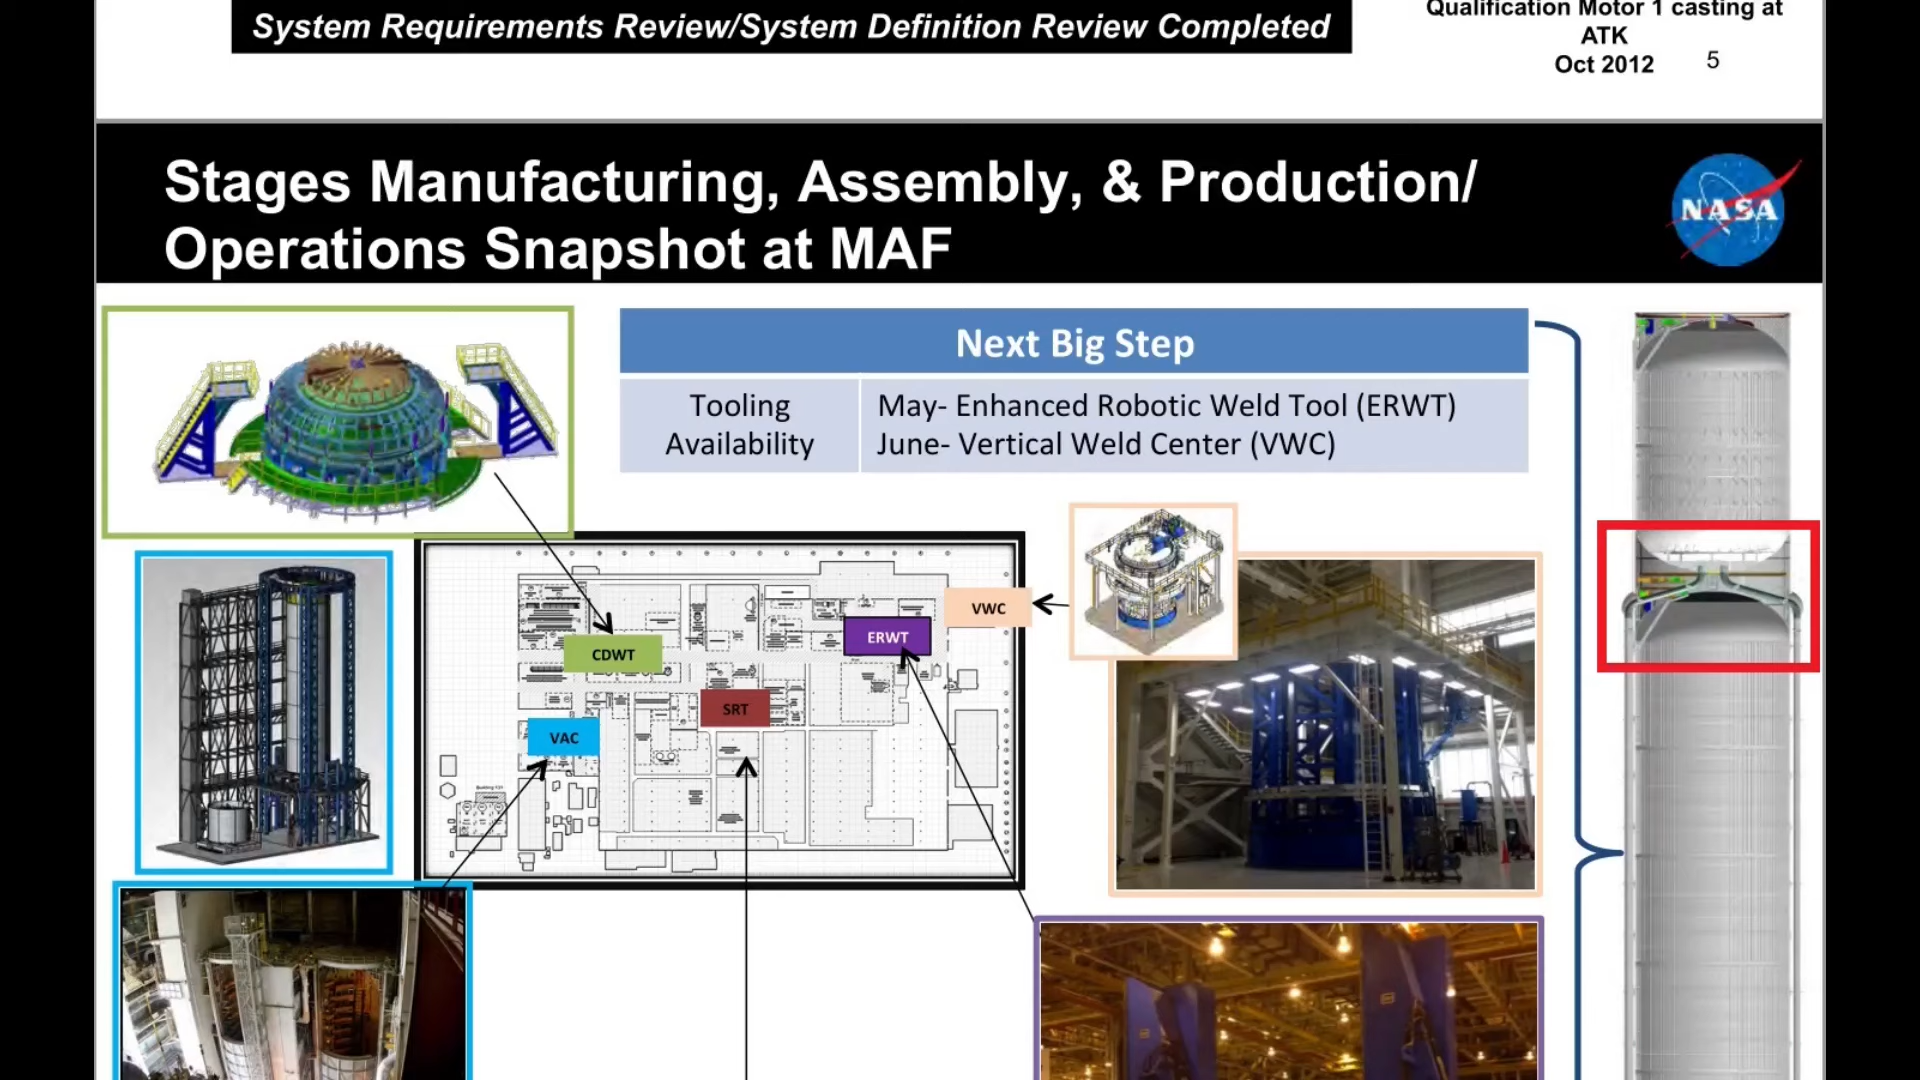 System Requirements Review/System Definition Review Completed
Qualification Motor 1 casting at
ATK
Oct 2012
5
Stages Manufacturing, Assembly, & Production/
Operations Snapshot at MAF
NASA
Next Big Step
Tooling
Availability
May- Enhanced Robotic Weld Tool (ERWT)
June- Vertical Weld Center (VWC)
VWC
ERWT
CDWT
SRT
VAC